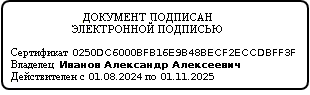 ДОКУМЕНТ ПОДПИСАН
ЭЛЕКТРОННОЙ ПОДПИСЬЮ
Сертификат 0250DC6000BFB16E9B48BECF2ECCDBFF3F
Владелец Иванов Александр Алексеевич
Действителен с 01.08.2024 по 01.11.2025